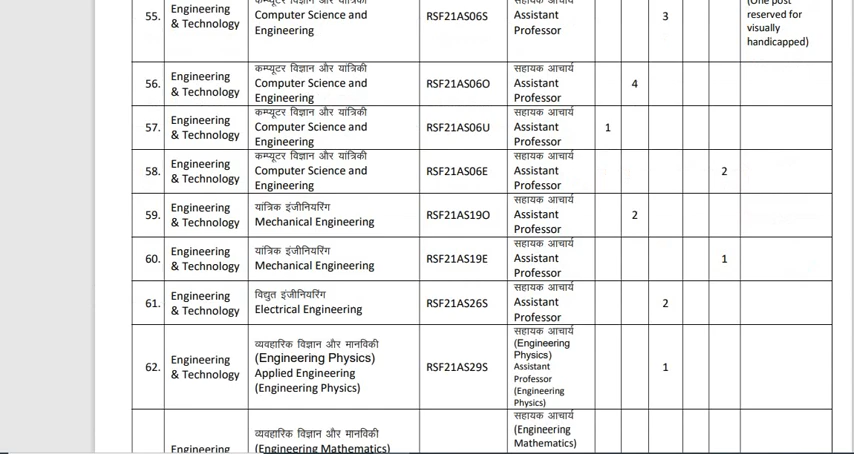 55. Engineering & Technology कम्प्यूटर विज्ञान और यांत्रिकी Computer Science and Engineering RSF21AS06S सहायक आचार्य Assistant Professor 3 (One post reserved for visually handicapped)
56. Engineering & Technology कम्प्यूटर विज्ञान और यांत्रिकी Computer Science and Engineering RSF21AS06O सहायक आचार्य Assistant Professor 4
57. Engineering & Technology कम्प्यूटर विज्ञान और यांत्रिकी Computer Science and Engineering RSF21AS06U सहायक आचार्य Assistant Professor 1
58. Engineering & Technology कम्प्यूटर विज्ञान और यांत्रिकी Computer Science and Engineering RSF21AS06E सहायक आचार्य Assistant Professor 2
59. Engineering & Technology यांत्रिक इंजीनियरिंग Mechanical Engineering RSF21AS19O सहायक आचार्य Assistant Professor 2
60. Engineering & Technology यांत्रिक इंजीनियरिंग Mechanical Engineering RSF21AS19E सहायक आचार्य Assistant Professor 1
61. Engineering & Technology विद्युत इंजीनियरिंग Electrical Engineering RSF21AS26S सहायक आचार्य Assistant Professor 2
62. Engineering & Technology व्यवहारिक विज्ञान और मानविकी (Engineering Physics) Applied Engineering (Engineering Physics) RSF21AS29S सहायक आचार्य (Engineering Physics) Assistant Professor (Engineering Physics) 1
Engineering व्यवहारिक विज्ञान और मानविकी (Engineering Mathematics) सहायक आचार्य (Engineering Mathematics)